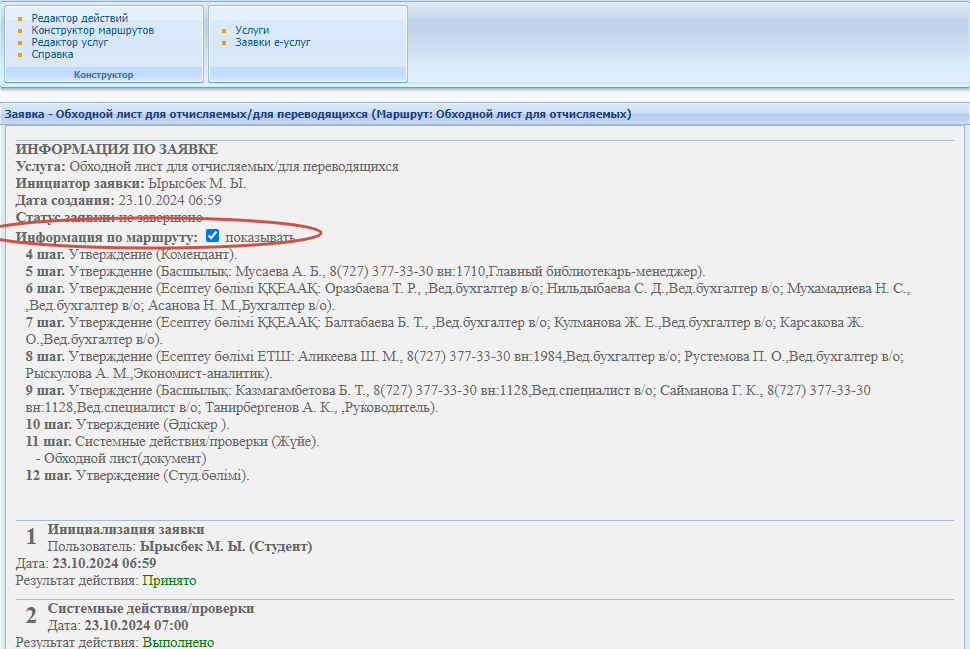 Редактор действий
Конструктор маршрутов
Редактор услуг
Справка
Конструктор
Услуги
Заявки е-услуг
Заявка - Обходной лист для отчисляемых/для переводящихся (Маршрут: Обходной лист для отчисляемых)
ИНФОРМАЦИЯ ПО ЗАЯВКЕ
Услуга: Обходной лист для отчисляемых/для переводящихся
Инициатор заявки: Ырысбек М. Ы.
Дата создания: 23.10.2024 06:59
Статус заявки: не завершено
Информация по маршруту: показывать
4 шаг. Утверждение (Комендант).
5 шаг. Утверждение (Басшылық: Мусаева А. Б., 8(727) 377-33-30 вн:1710,Главный библиотекарь-менеджер).
6 шаг. Утверждение (Есептеу бөлімі ҚҚЕААҚ: Оразбаева Т. Р., ,Вед.бухгалтер в/о; Нильдыбаева С. Д.,Вед.бухгалтер в/о; Мухамадиева Н. С.,
,Вед.бухгалтер в/о; Асанова Н. М.,Бухгалтер в/о).
7 шаг. Утверждение (Есептеу бөлімі ҚҚЕААҚ: Балтабаева Б. Т., ,Вед.бухгалтер в/о; Кулманова Ж. Е.,Вед.бухгалтер в/о; Карсакова Ж.
О.,Вед.бухгалтер в/о).
8 шаг. Утверждение (Есептеу бөлімі ЕТШ: Аликеева Ш. М., 8(727) 377-33-30 вн:1984,Вед.бухгалтер в/о; Рустемова П. О.,Вед.бухгалтер в/о;
Рыскулова А. М.,Экономист-аналитик).
9 шаг. Утверждение (Басшылық: Казмагамбетова Б. Т., 8(727) 377-33-30 вн:1128,Вед.специалист в/о; Сайманова Г. К., 8(727) 377-33-30
вн:1128,Вед.специалист в/о; Танирбергенов А. К., ,Руководитель).
10 шаг. Утверждение (Әдіскер ).
11 шаг. Системные действия/проверки (Жүйе).
- Обходной лист(документ)
12 шаг. Утверждение (Студ.бөлімі).
1 Инициализация заявки
Пользователь: Ырысбек М. Ы. (Студент)
Дата: 23.10.2024 06:59
Результат действия: Принято
2 Системные действия/проверки
Дата: 23.10.2024 07:00
Результат действия: Выполнено